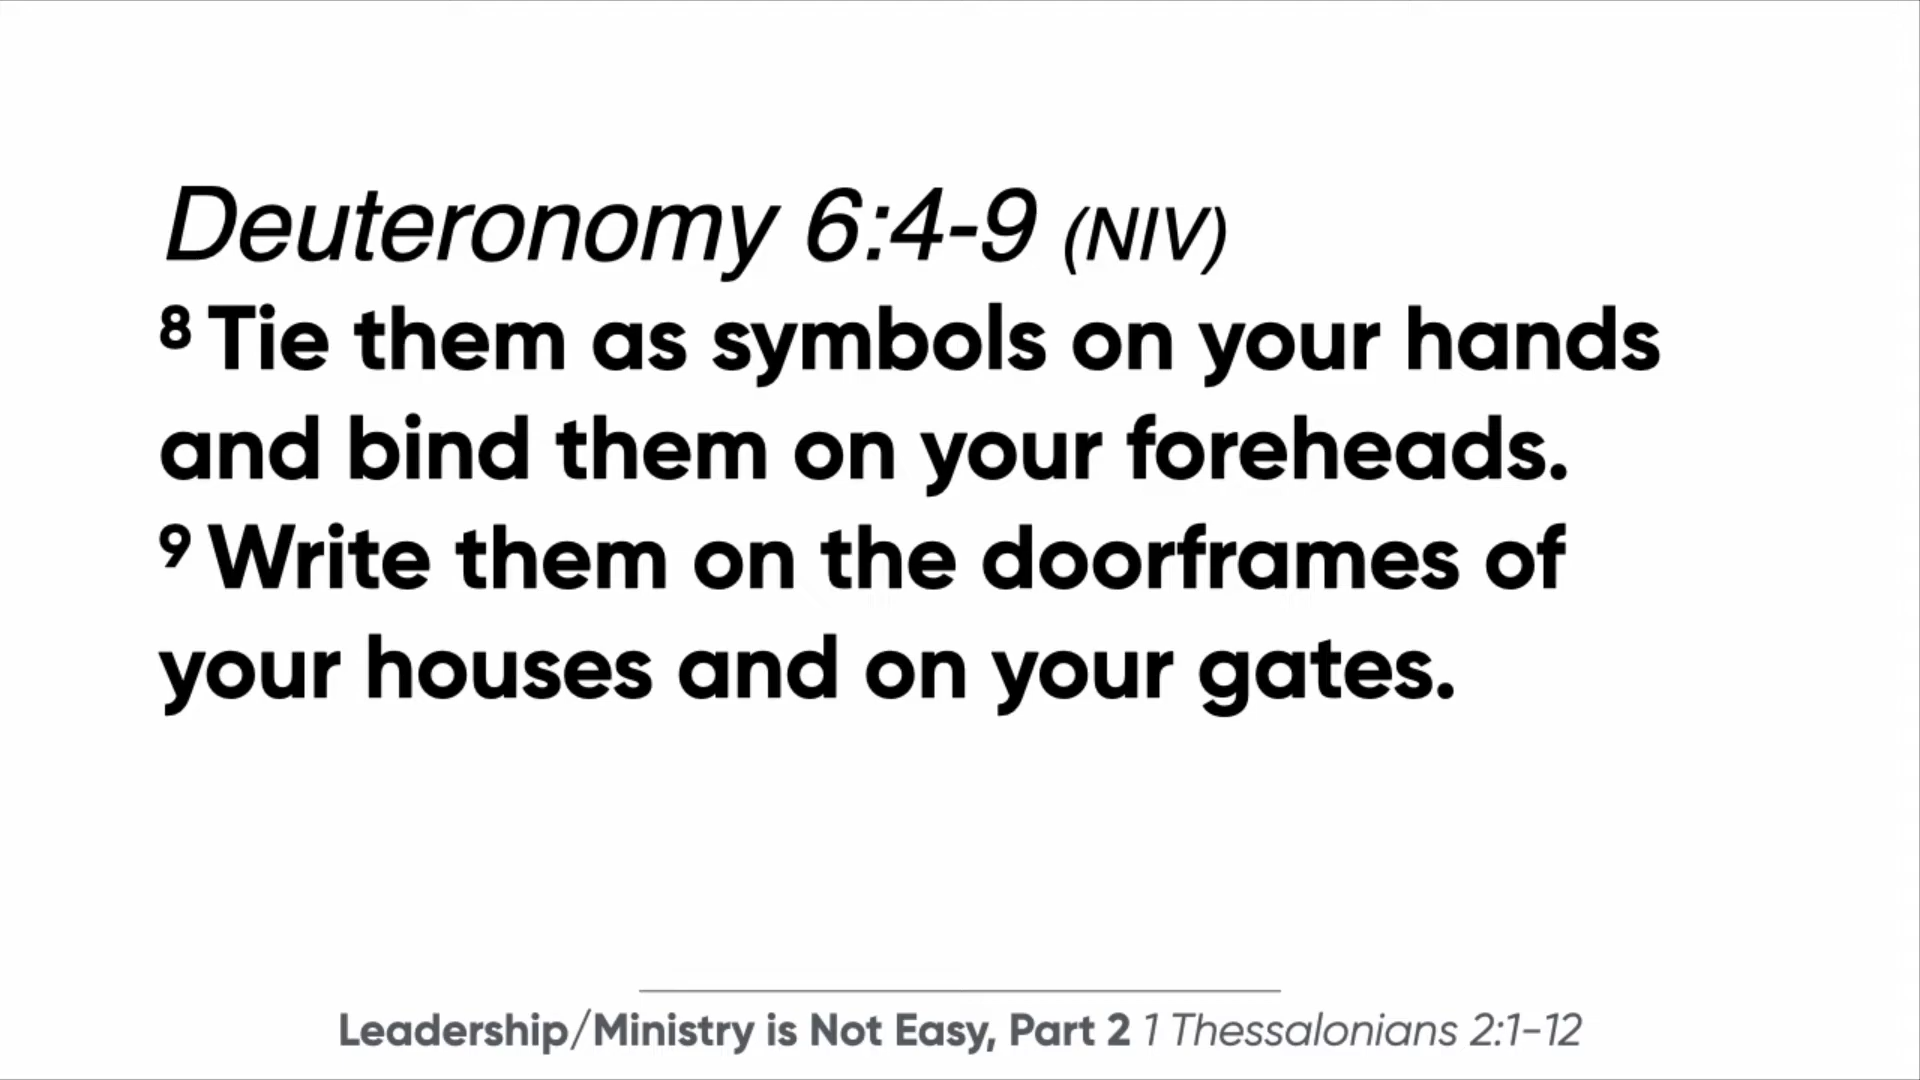 Deuteronomy 6:4-9 (NIV)
⁸ Tie them as symbols on your hands
and bind them on your foreheads.
⁹ Write them on the doorframes of
your houses and on your gates.
Leadership/Ministry is Not Easy, Part 2 1 Thessalonians 2:1–12